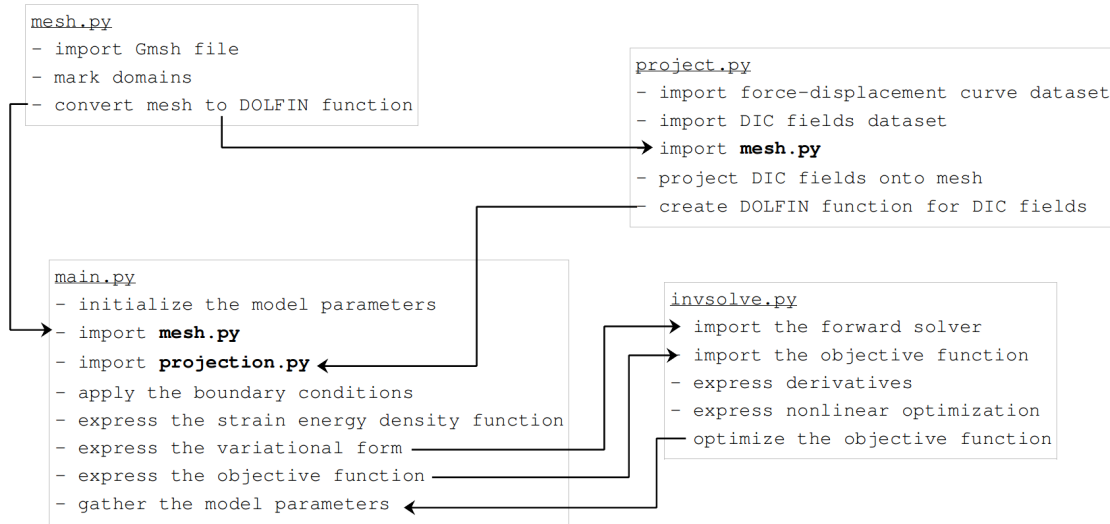 mesh.py
- import Gmsh file
- mark domains
- convert mesh to DOLFIN function
project.py
- import force-displacement curve dataset
- import DIC fields dataset
import mesh.py
- project DIC fields onto mesh
- create DOLFIN function for DIC fields
main.py
- initialize the model parameters
- import mesh.py
- import projection.py
- apply the boundary conditions
- express the strain energy density function
- express the variational form
- express the objective function
- gather the model parameters
invsolve.py
import the forward solver
import the objective function
- express derivatives
- express nonlinear optimization
optimize the objective function